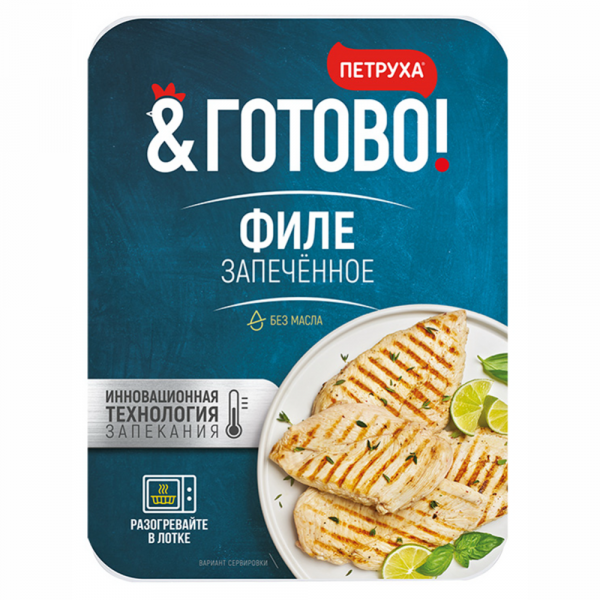 ПЕТРУХА®
&ГОТОВО!
ФИЛЕ
ЗАПЕЧЁННОЕ
БЕЗ МАСЛА
ИННОВАЦИОННАЯ
ТЕХНОЛОГИЯ
ЗАПЕКАНИЯ
РАЗОГРЕВАЙТЕ
В ЛОТКЕ
ВАРИАНТ СЕРВИРОВКИ